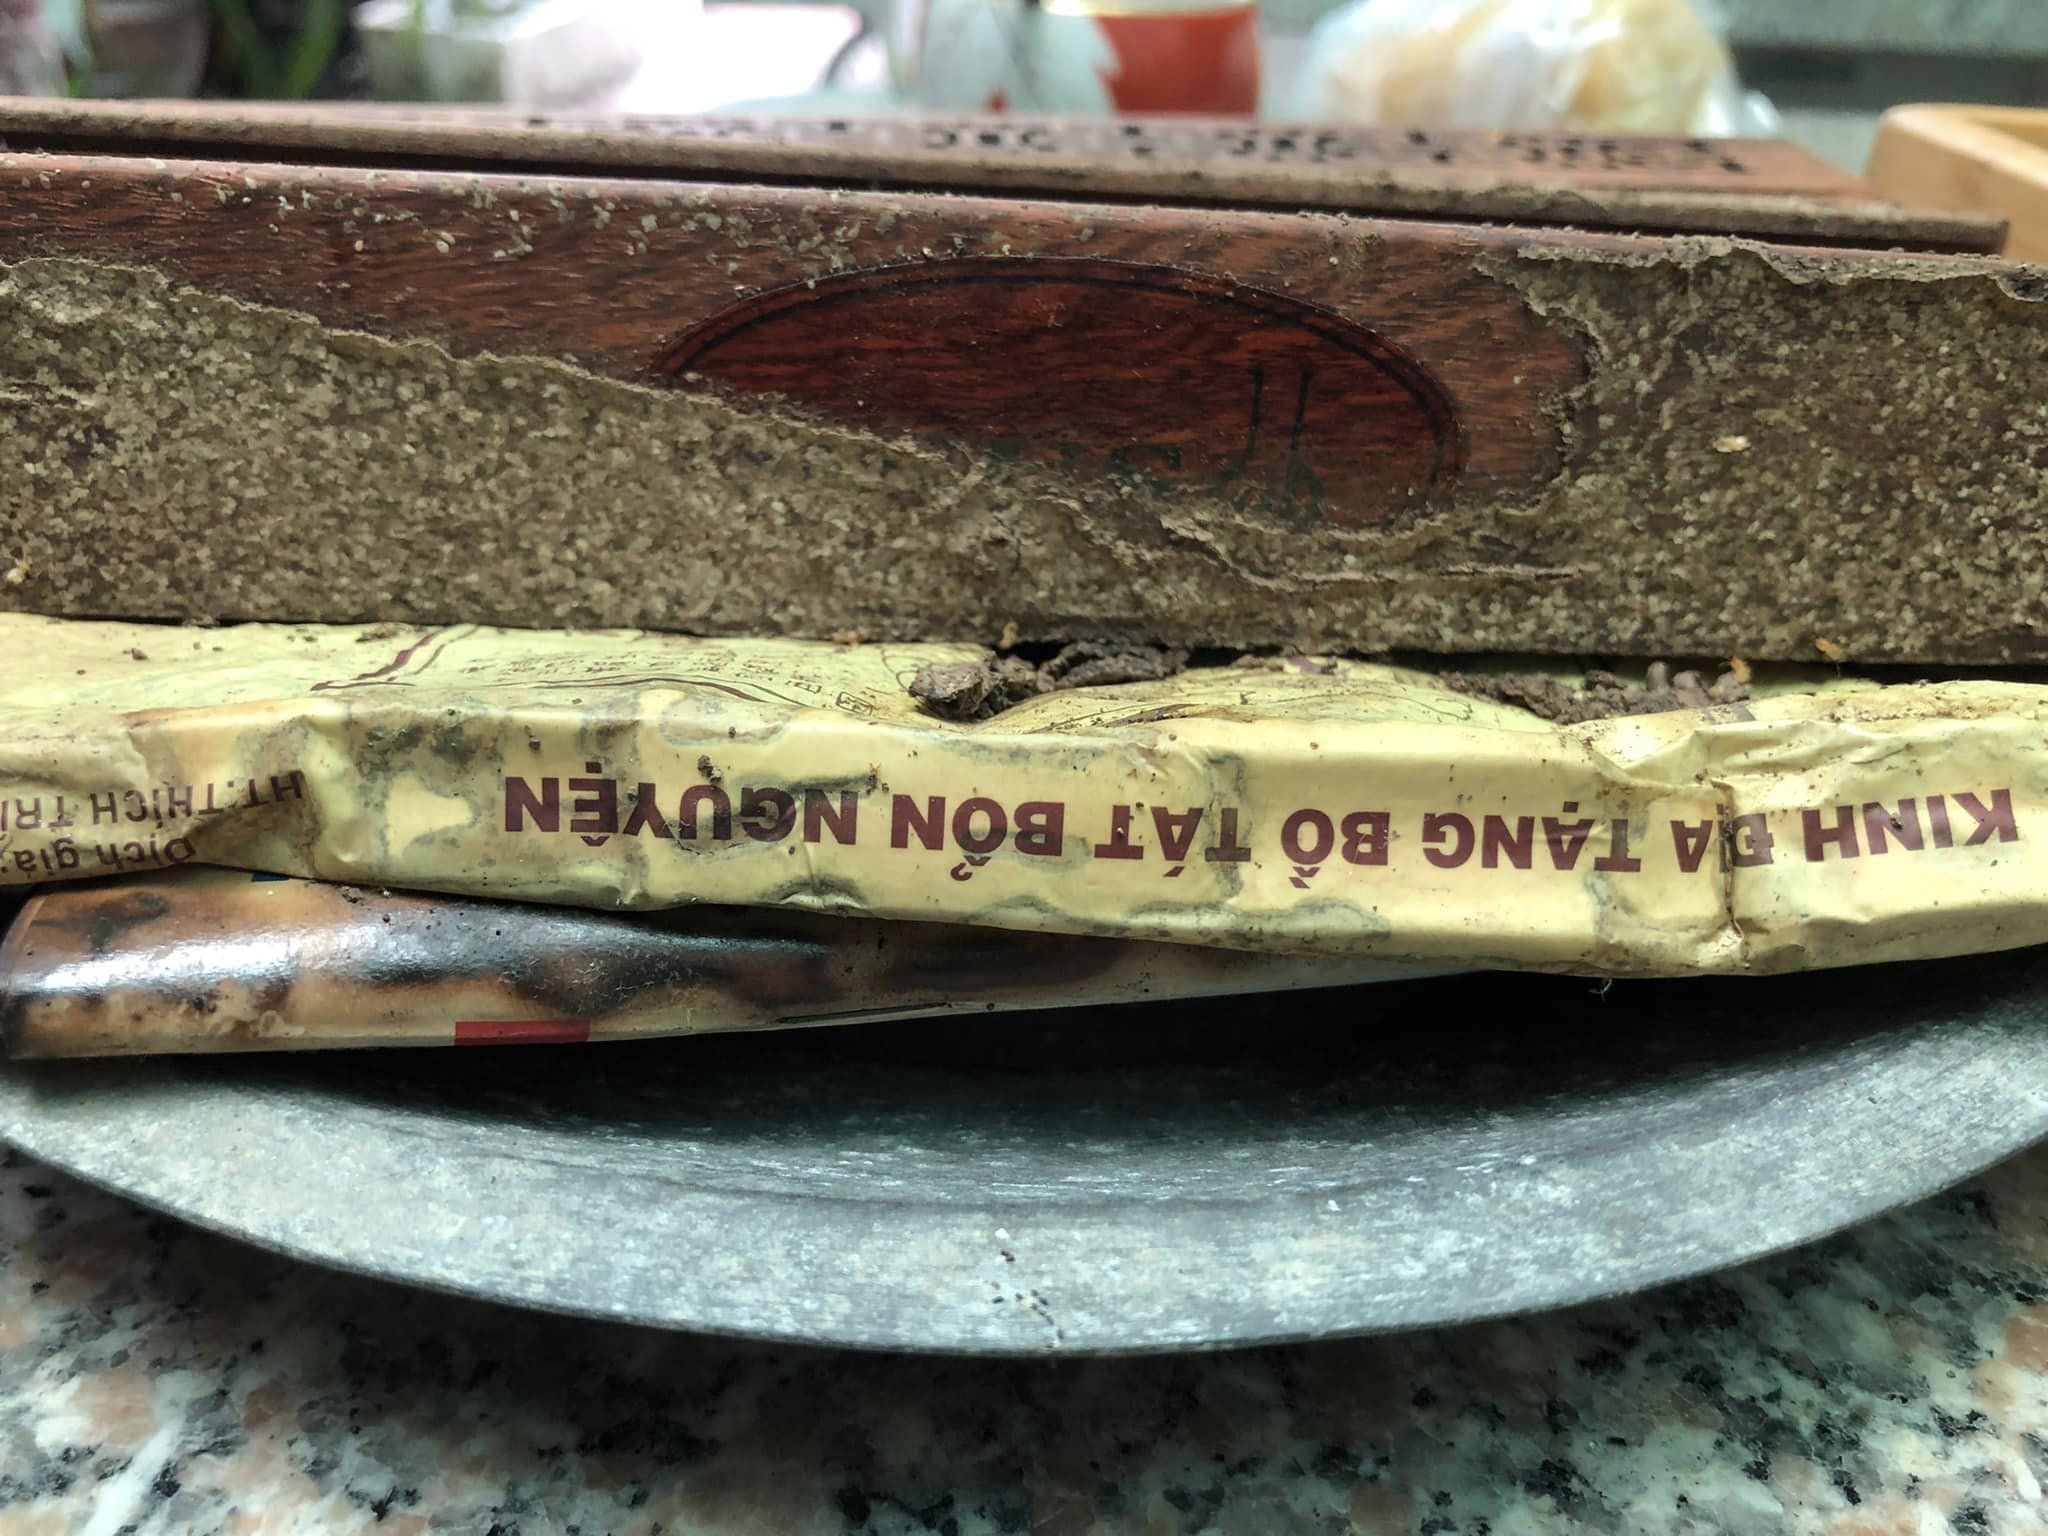 KINH ĐỊA TẠNG BỒ TÁT BỔN NGUYỆN
Dịch giả:
HT.THÍCH TRÍ